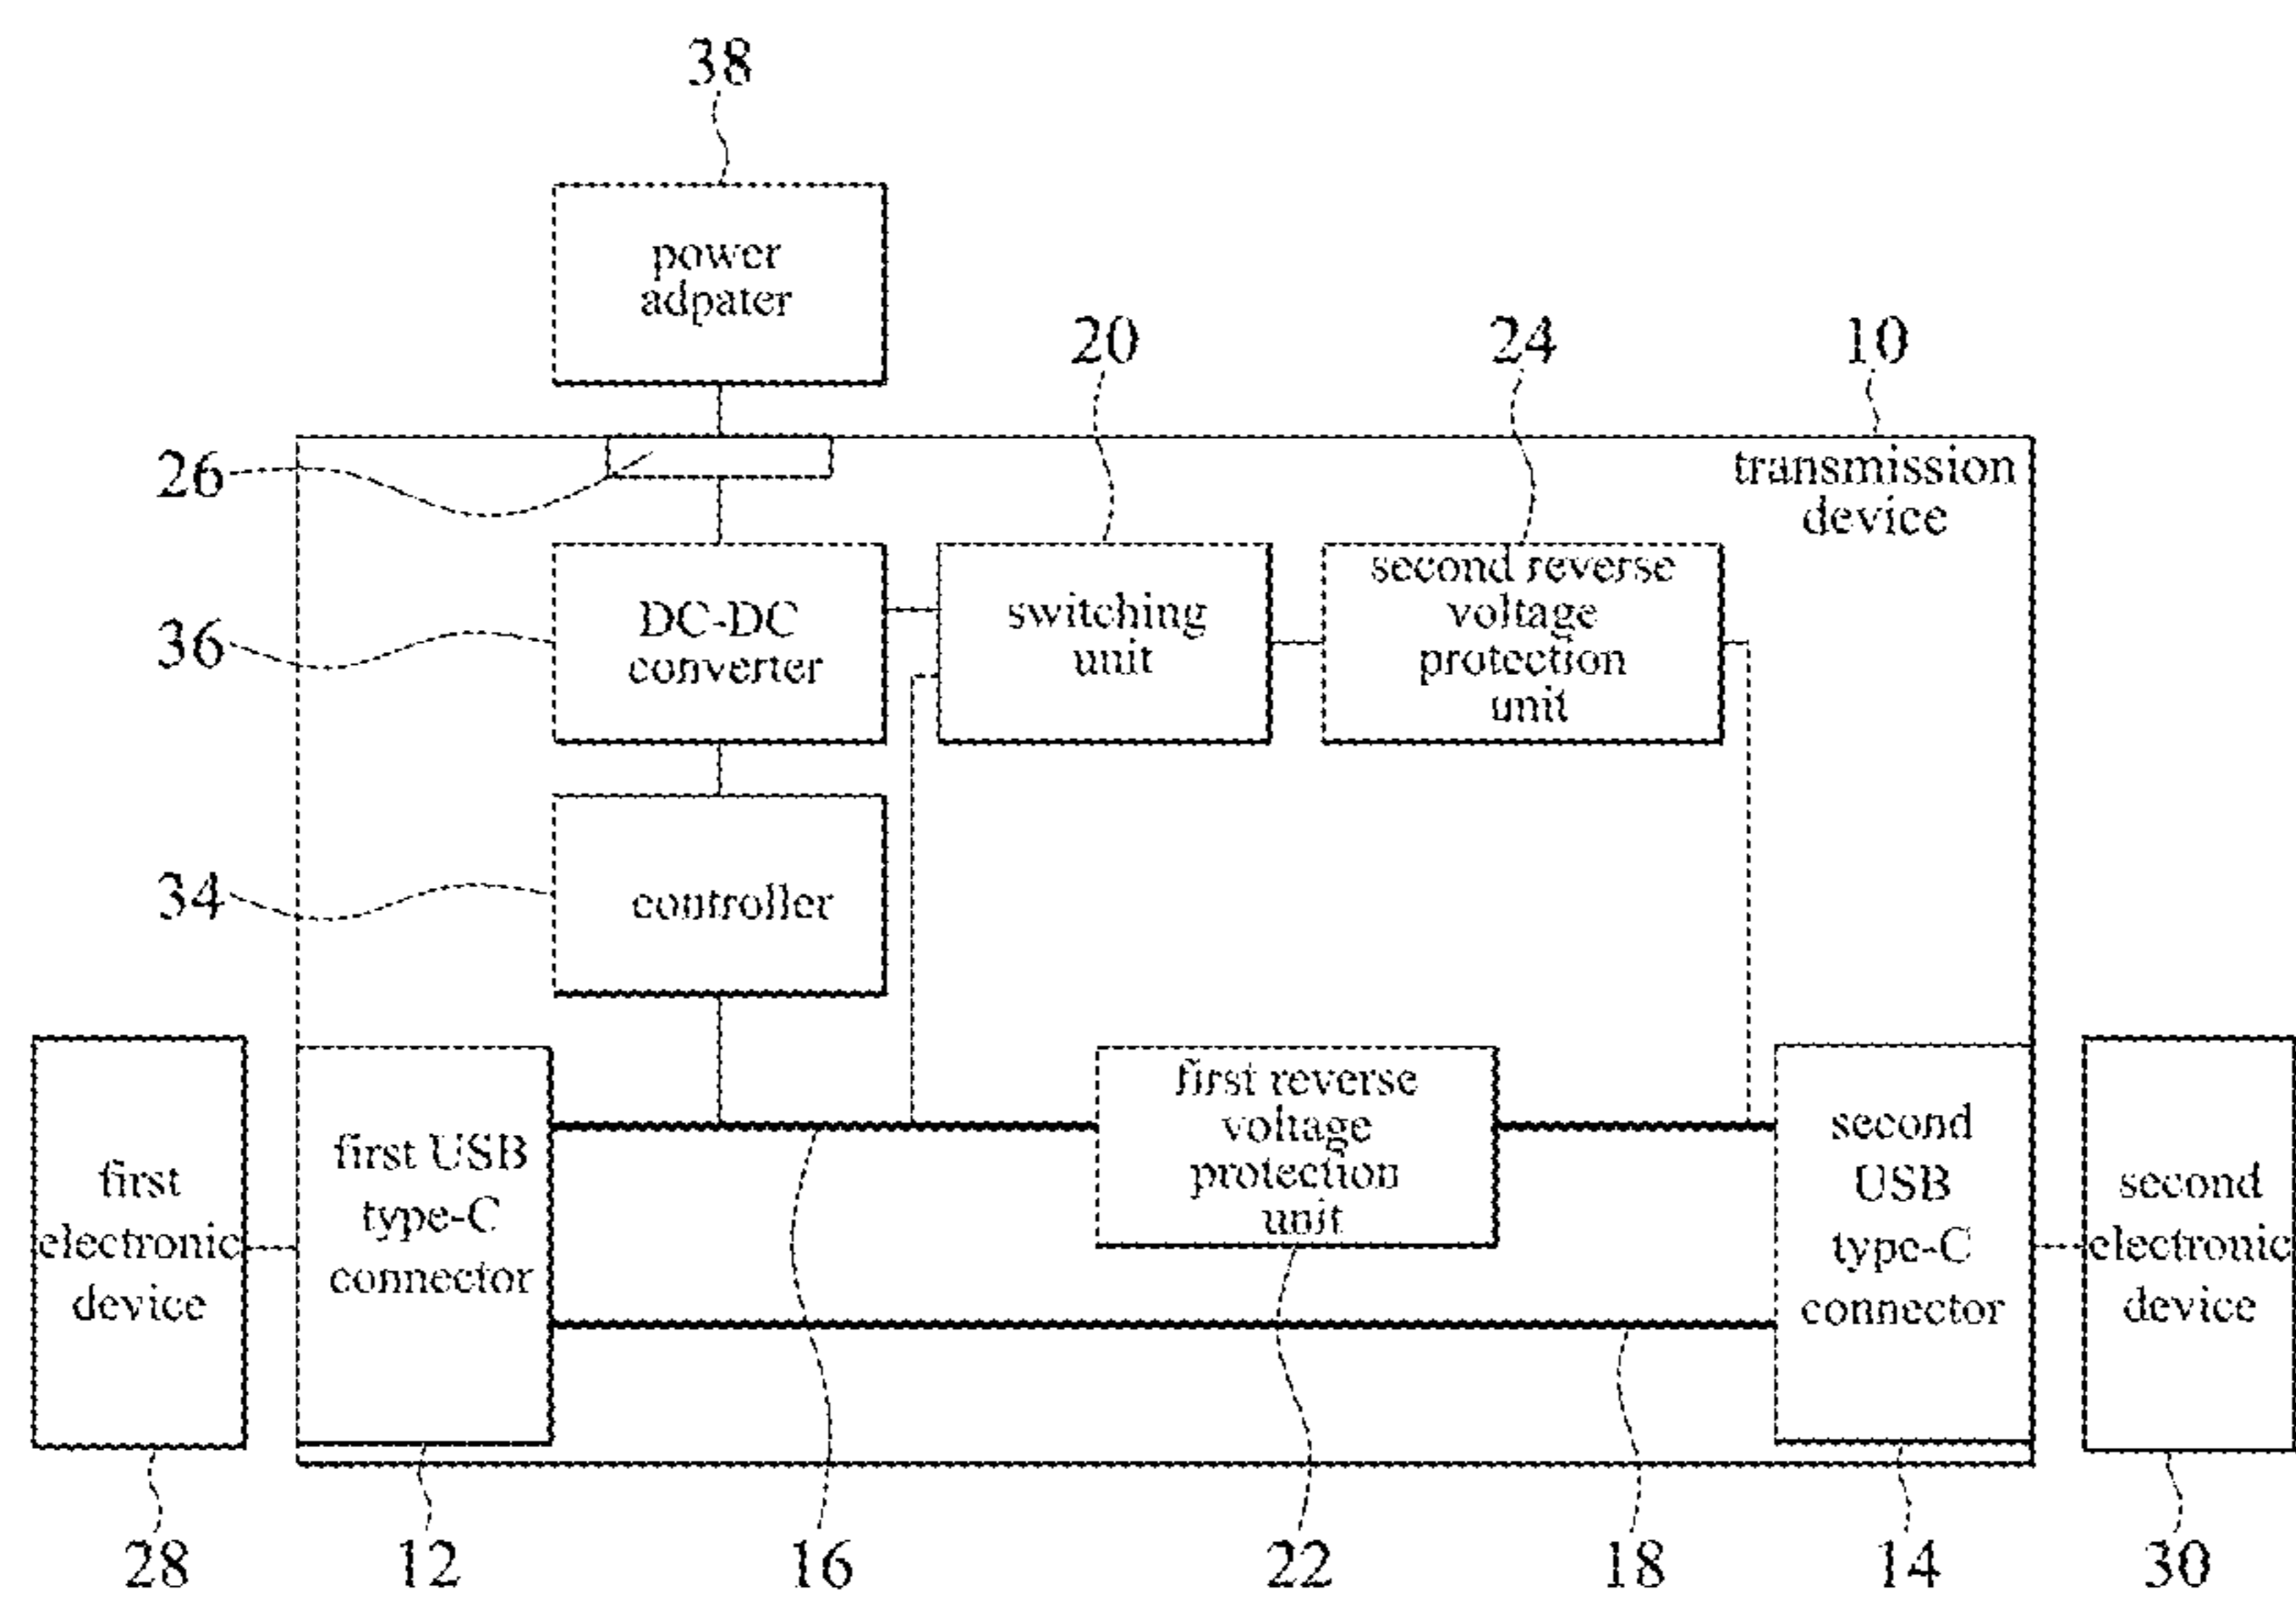 38
power
adpater
20
24
10
26
transmission
device
36
DC-DC
converter
switching
unit
second reverse
voltage
protection
unit
34
controller
first
electronic
device
first USB
type-C
connector
first reverse
voltage
protection
unit
second
USB
type-C
connector
second
electronic
device
28
12
16
22
18
14
30